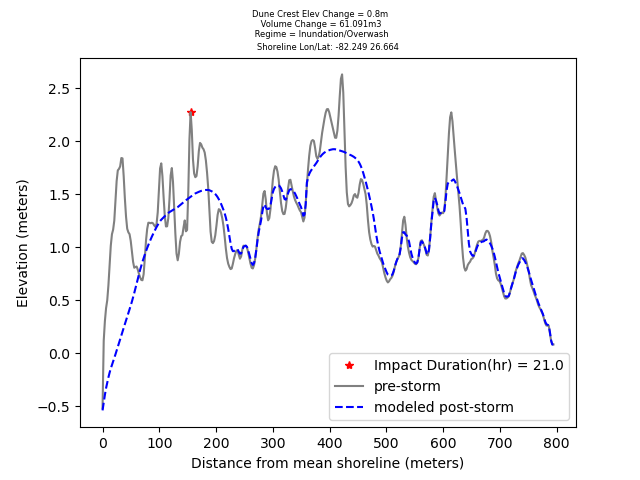 Dune Crest Elev Change = 0.8m
Volume Change = 61.091m3
Regime = Inundation/Overwash
Shoreline Lon/Lat: -82.249 26.664
Elevation (meters)
2.5
2.0
1.5
1.0
0.5
0.0
−0.5
Impact Duration(hr) = 21.0
pre-storm
modeled post-storm
0 100 200 300 400 500 600 700 800
Distance from mean shoreline (meters)